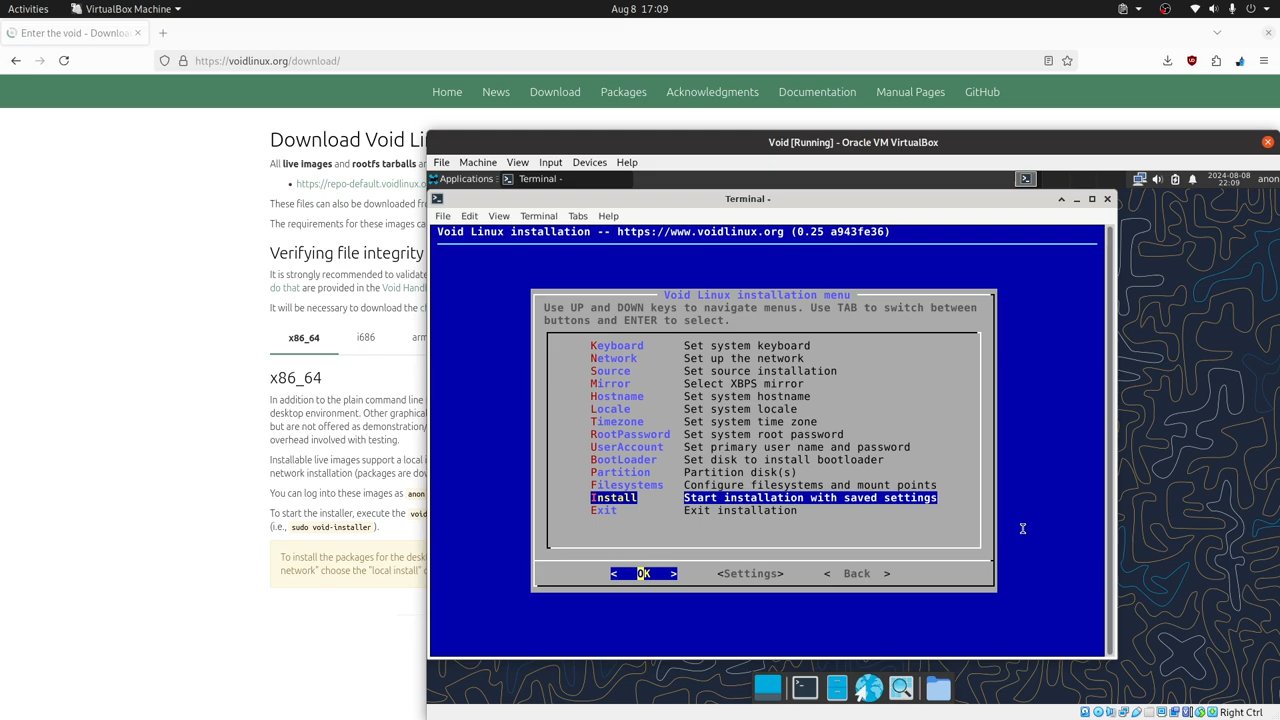 Activities
VirtualBox Machine
Aug 8 17:09
Enter the void - Downloa
https://voidlinux.org/download/
Home News Download Packages Acknowledgments Documentation Manual Pages GitHub
Download Void Li
All live images and rootfs tarballs
https://repo-default.voidlinux.o
These files can also be downloaded
The requirements for these images
Verifying file integrity
It is strongly recommended to
do that are provided in the Void
It will be necessary to download the
x86_64 i686
x86_64
In addition to the plain command line
desktop environment. Other graphical
but are not offered as
overhead involved with testing.
Installable live images support a local
network installation (packages are
You can log into these images as anon
To start the installer, execute the void
(i.e., sudo void-installer).
To install the packages for the
network" choose the "local install"
Void [Running] - Oracle VM VirtualBox
File Machine View Input Devices Help
Applications
Terminal -
2024-08-08
22:09
anon
Terminal -
File Edit View Terminal Tabs Help
Void Linux installation -- https://www.voidlinux.org (0.25 a943fe36)
Void Linux installation menu
Use UP and DOWN keys to navigate menus. Use TAB to switch between
buttons and ENTER to select.
Keyboard Set system keyboard
Network Set up the network
Source Set source installation
Mirror Select XBPS mirror
Hostname Set system hostname
Locale Set system locale
Timezone Set system time zone
RootPassword Set system root password
UserAccount Set primary user name and password
BootLoader Set disk to install bootloader
Partition Partition disk(s)
Filesystems Configure filesystems and mount points
Install Start installation with saved settings
Exit Exit installation
< OK > <Settings> < Back >
Right Ctrl